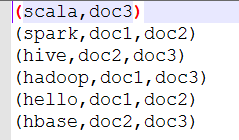 (scala,doc3)
(spark,doc1,doc2)
(hive,doc2,doc3)
(hadoop,doc1,doc3)
(hello,doc1,doc2)
(hbase,doc2,doc3)